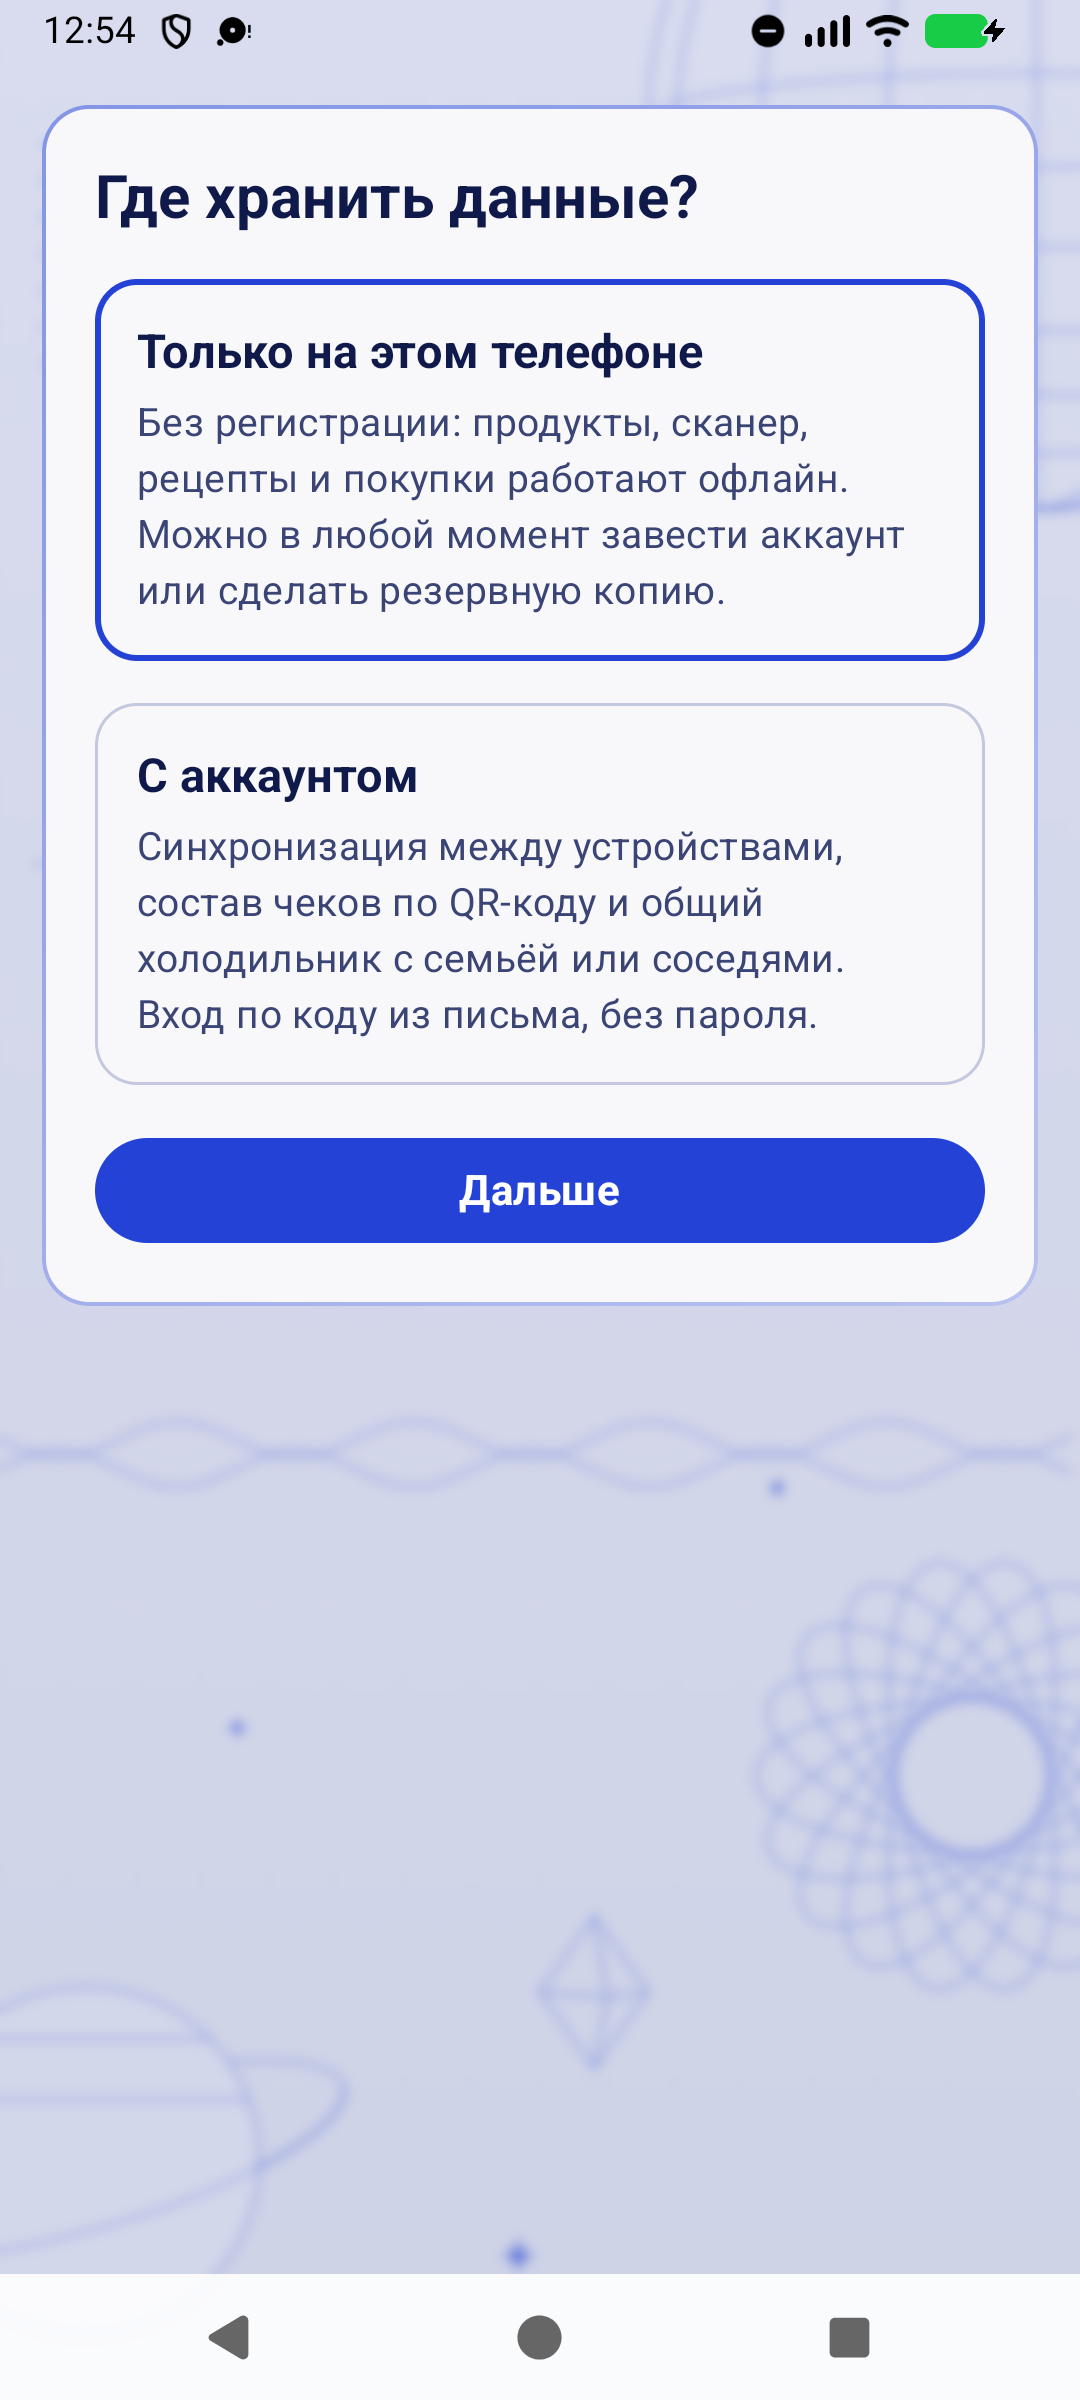 12:54
Где хранить данные?
Только на этом телефоне
Без регистрации: продукты, сканер,
рецепты и покупки работают офлайн.
Можно в любой момент завести аккаунт
или сделать резервную копию.
С аккаунтом
Синхронизация между устройствами,
состав чеков по QR-коду и общий
холодильник с семьёй или соседями.
Вход по коду из письма, без пароля.
Дальше